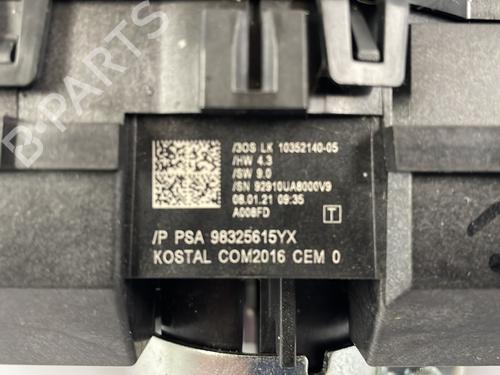 /3OS LK 10352140-05
/HW 4.3
/SW 9.0
/SN 92910UA8000V9
08.01.21 09:35
A008FD
T
/P PSA 98325615YX
KOSTAL COM2016 CEM 0